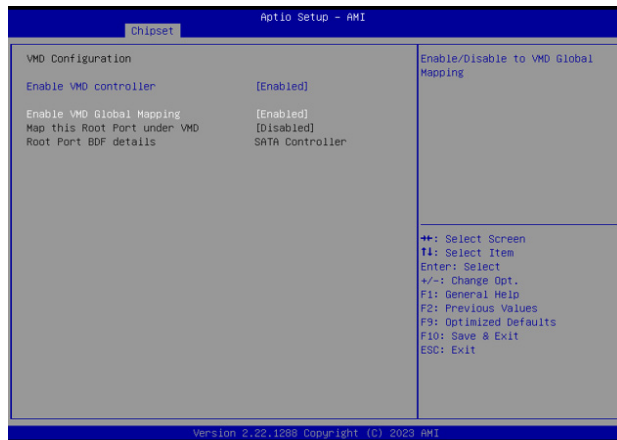 Aptio Setup - AMI
Chipset
VMD Configuration
Enable VMD controller [Enabled]
Enable VMD Global Mapping [Enabled]
Map this Root Port under VMD [Disabled]
Root Port BDF details SATA Controller
Enable/Disable to VMD Global
Mapping
→←: Select Screen
↑↓: Select Item
Enter: Select
+/-: Change Opt.
F1: General Help
F2: Previous Values
F9: Optimized Defaults
F10: Save & Exit
ESC: Exit
Version 2.22.1288 Copyright (C) 2023 AMI